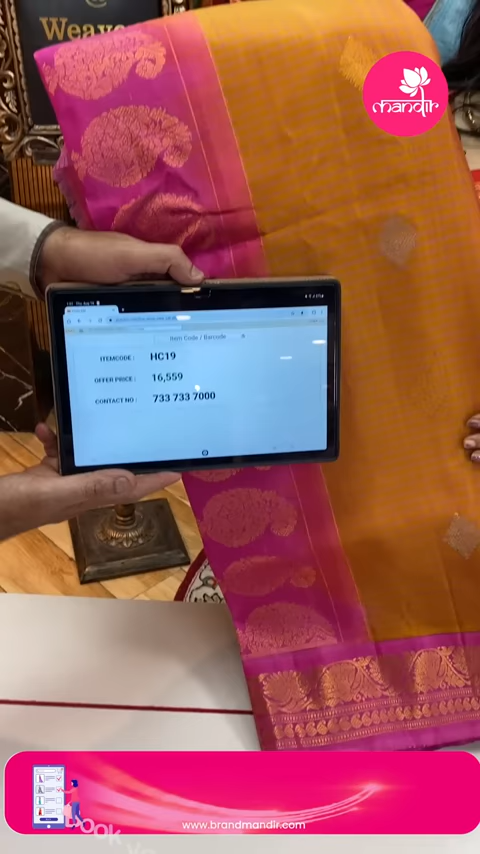 Weave
mandir
Item Code / Barcode
ITEMCODE : HC19
OFFER PRICE : 16,559
CONTACT NO : 733 733 7000
www.brandmandir.com